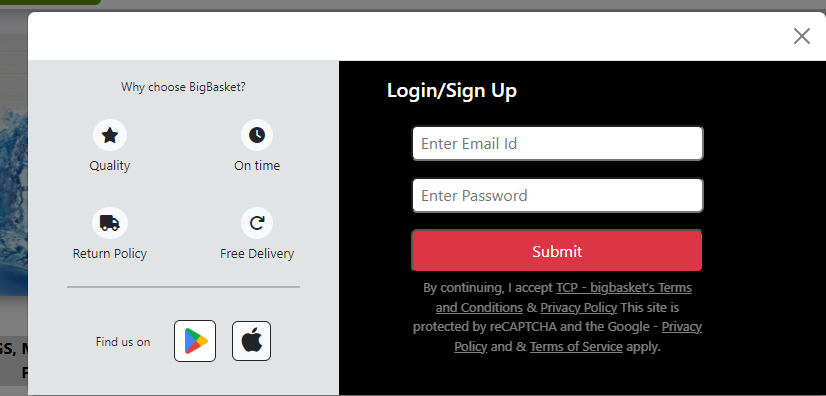 Why choose BigBasket?
Quality
On time
Return Policy
Free Delivery
Find us on
Login/Sign Up
Enter Email Id
Enter Password
Submit
By continuing, I accept TCP - bigbasket's Terms
and Conditions & Privacy Policy This site is
protected by reCAPTCHA and the Google - Privacy
Policy and & Terms of Service apply.